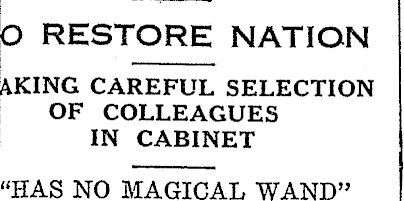 O RESTORE NATION
AKING CAREFUL SELECTION
OF COLLEAGUES
IN CABINET
“HAS NO MAGICAL WAND”